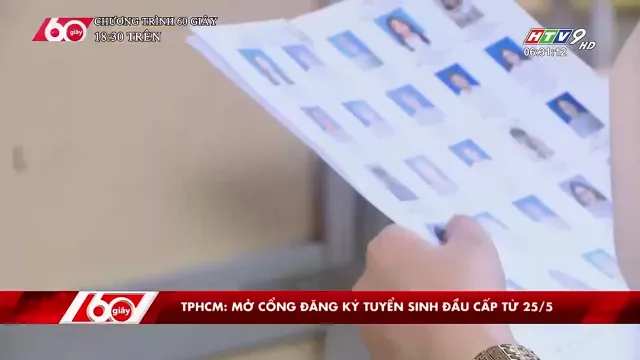 60 giây
CHƯƠNG TRÌNH 60 GIÂY
18:30 TRÊN
HTV9 HD
06:31:12
60 giây
TPHCM: MỞ CỔNG ĐĂNG KÝ TUYỂN SINH ĐẦU CẤP TỪ 25/5